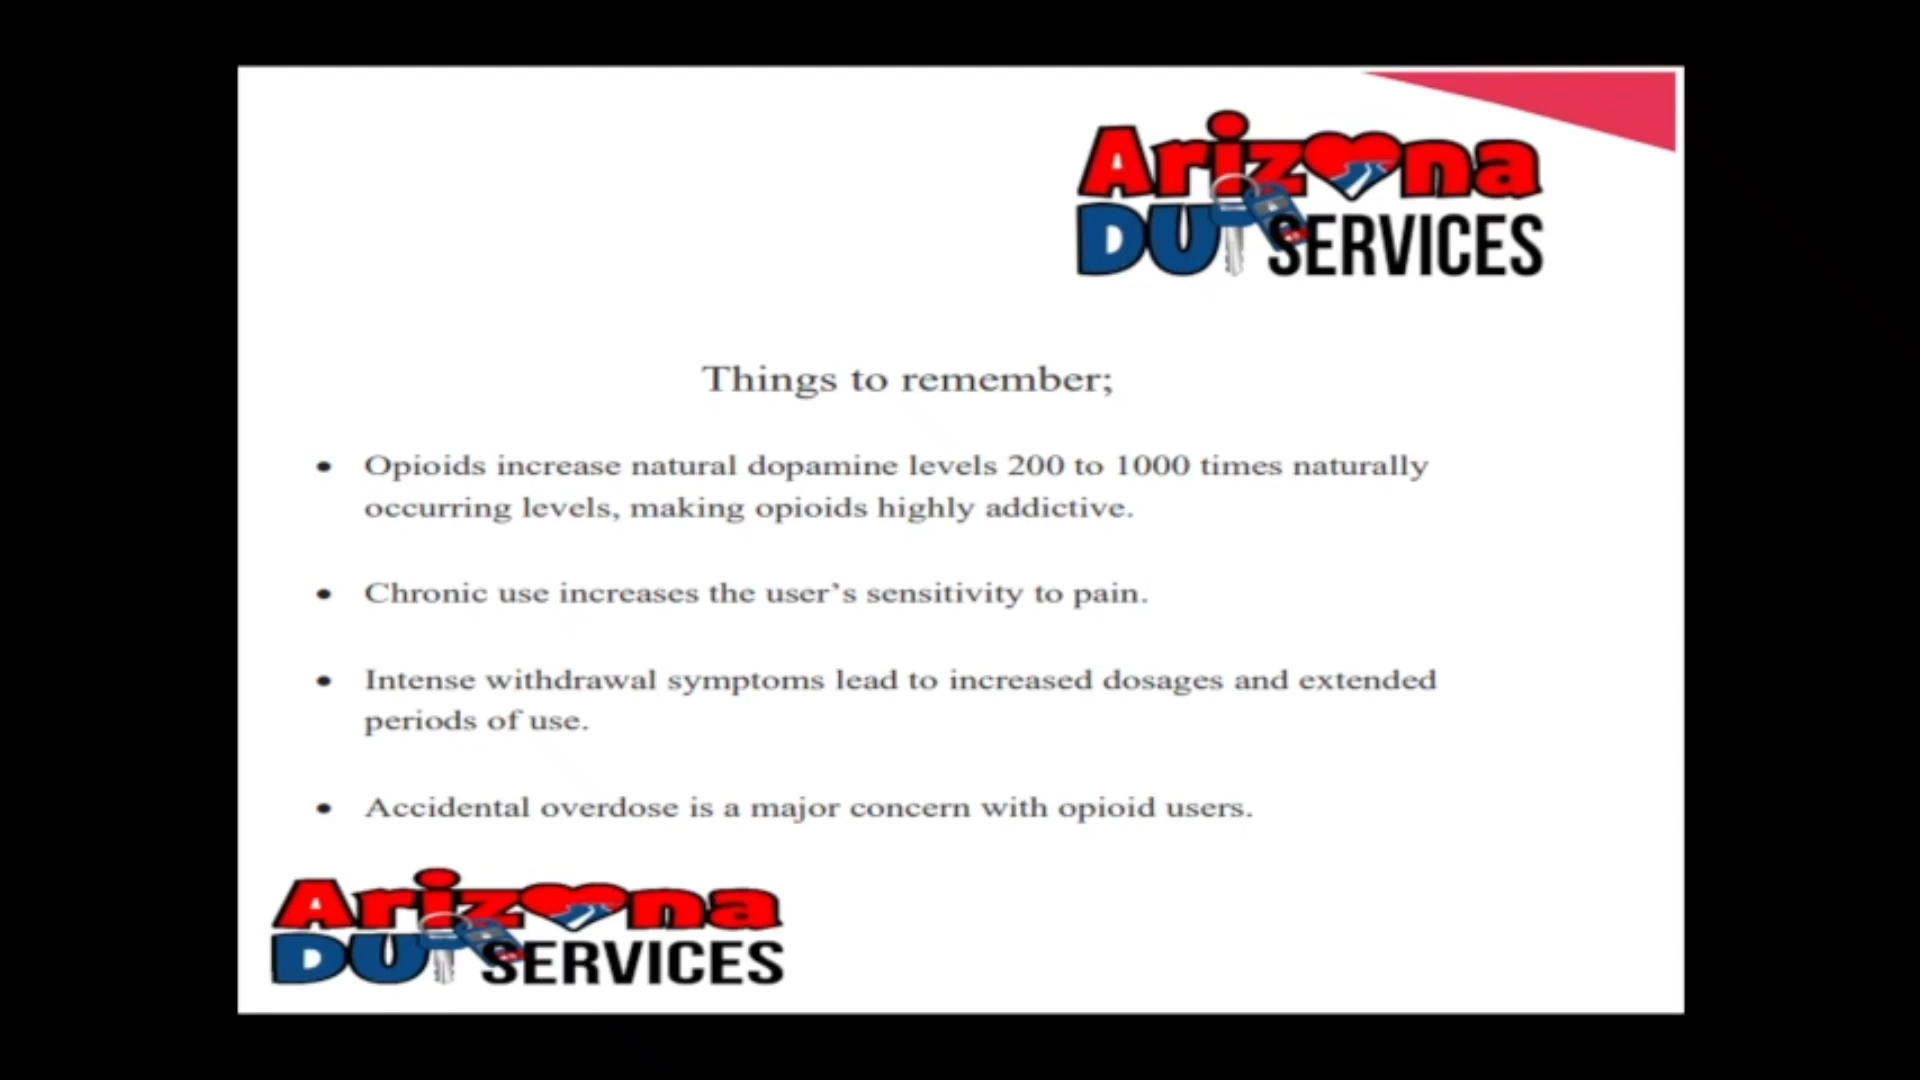 Arizona
DUI SERVICES
Things to remember;
• Opioids increase natural dopamine levels 200 to 1000 times naturally
occurring levels, making opioids highly addictive.
• Chronic use increases the user’s sensitivity to pain.
• Intense withdrawal symptoms lead to increased dosages and extended
periods of use.
• Accidental overdose is a major concern with opioid users.
Arizona
DUI SERVICES